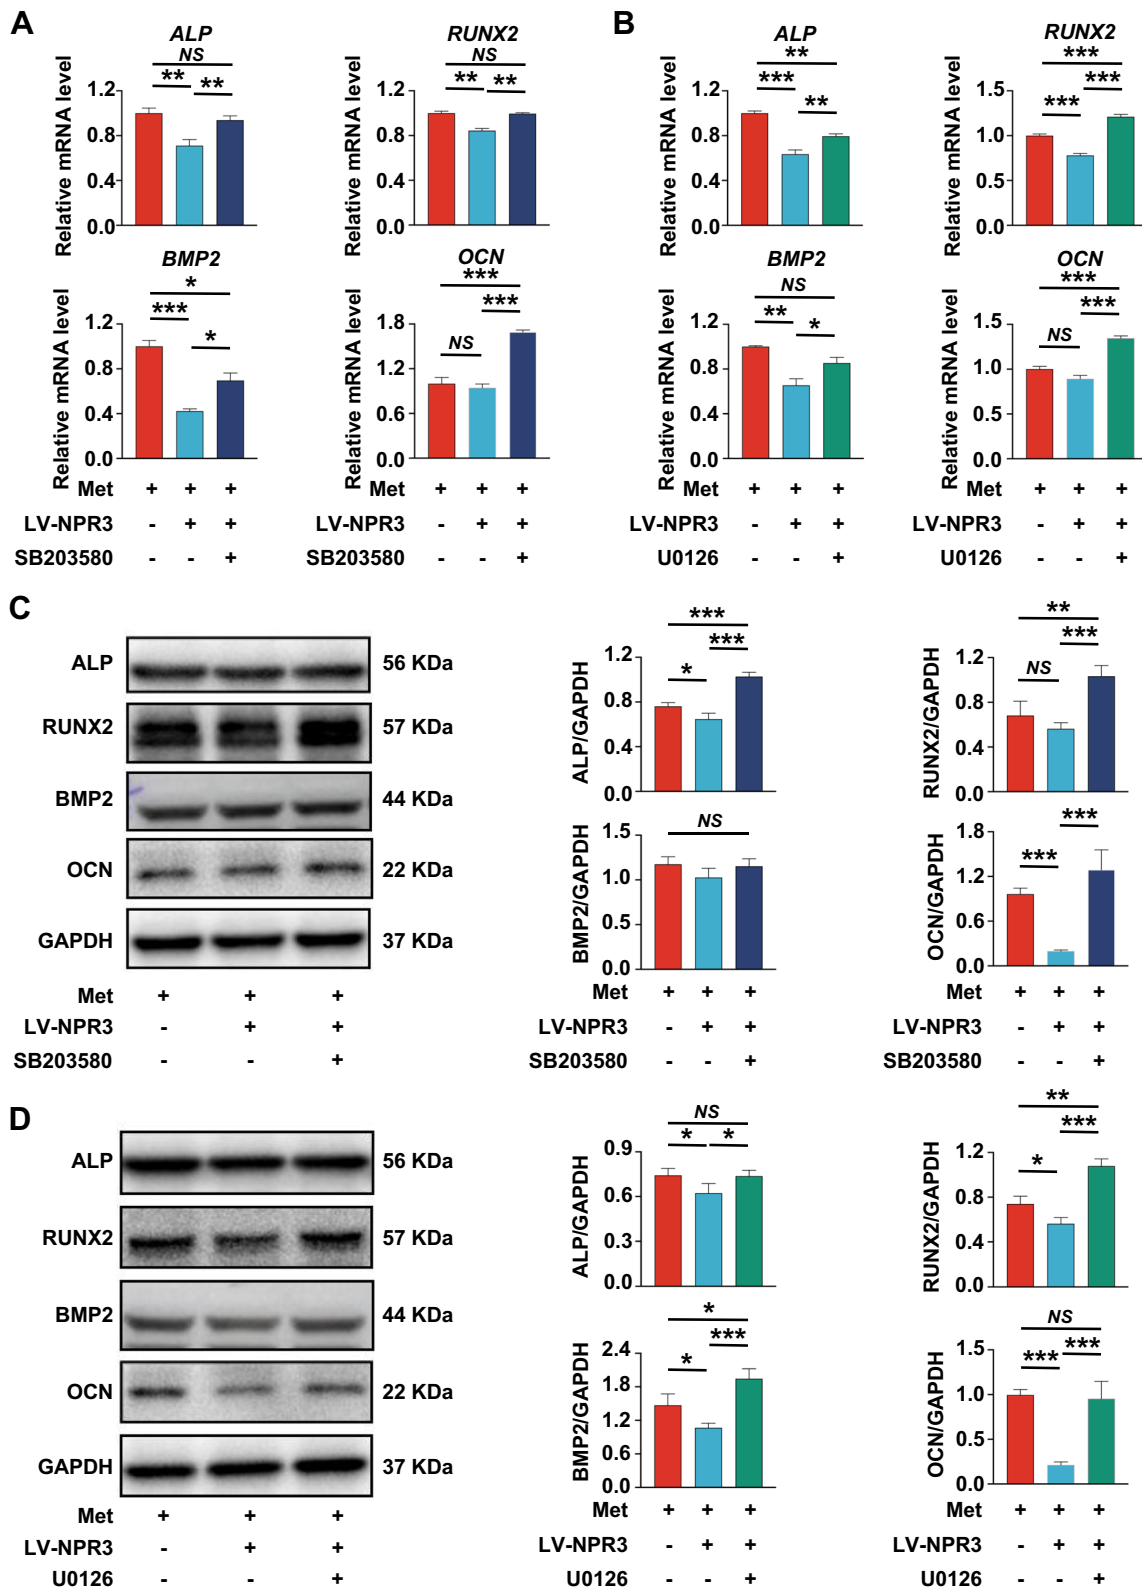 A
B
ALP
NS
** **
Relative mRNA level
1.2
0.8
0.4
0.0
RUNX2
NS
** **
Relative mRNA level
1.2
0.8
0.4
0.0
ALP
**
***
**
Relative mRNA level
1.2
0.8
0.4
0.0
RUNX2
***
***
***
Relative mRNA level
1.5
1.0
0.5
0.0
BMP2
*
***
*
Relative mRNA level
1.2
0.8
0.4
0.0
OCN
***
***
NS
Relative mRNA level
1.8
1.2
0.6
0.0
BMP2
NS
**
*
Relative mRNA level
1.2
0.8
0.4
0.0
OCN
***
***
NS
Relative mRNA level
1.5
1.0
0.5
0.0
Met + + +
LV-NPR3 - + +
SB203580 - - +
Met + + +
LV-NPR3 - + +
SB203580 - - +
Met + + +
LV-NPR3 - + +
U0126 - - +
Met + + +
LV-NPR3 - + +
U0126 - - +
C
ALP 56 KDa
RUNX2 57 KDa
BMP2 44 KDa
OCN 22 KDa
GAPDH 37 KDa
Met + + +
LV-NPR3 - + +
SB203580 - - +
***
***
*
ALP/GAPDH
1.2
0.8
0.4
0.0
**
***
NS
RUNX2/GAPDH
1.2
0.8
0.4
0.0
NS
BMP2/GAPDH
1.5
1.0
0.5
0.0
***
***
OCN/GAPDH
1.8
1.2
0.6
0.0
Met + + +
LV-NPR3 - + +
SB203580 - - +
Met + + +
LV-NPR3 - + +
SB203580 - - +
D
ALP 56 KDa
RUNX2 57 KDa
BMP2 44 KDa
OCN 22 KDa
GAPDH 37 KDa
Met + + +
LV-NPR3 - + +
U0126 - - +
NS
* *
ALP/GAPDH
0.9
0.6
0.3
0.0
**
***
*
RUNX2/GAPDH
1.2
0.8
0.4
0.0
*
***
*
BMP2/GAPDH
2.4
1.8
1.2
0.6
0.0
NS
*** ***
OCN/GAPDH
1.5
1.0
0.5
0.0
Met + + +
LV-NPR3 - + +
U0126 - - +
Met + + +
LV-NPR3 - + +
U0126 - - +